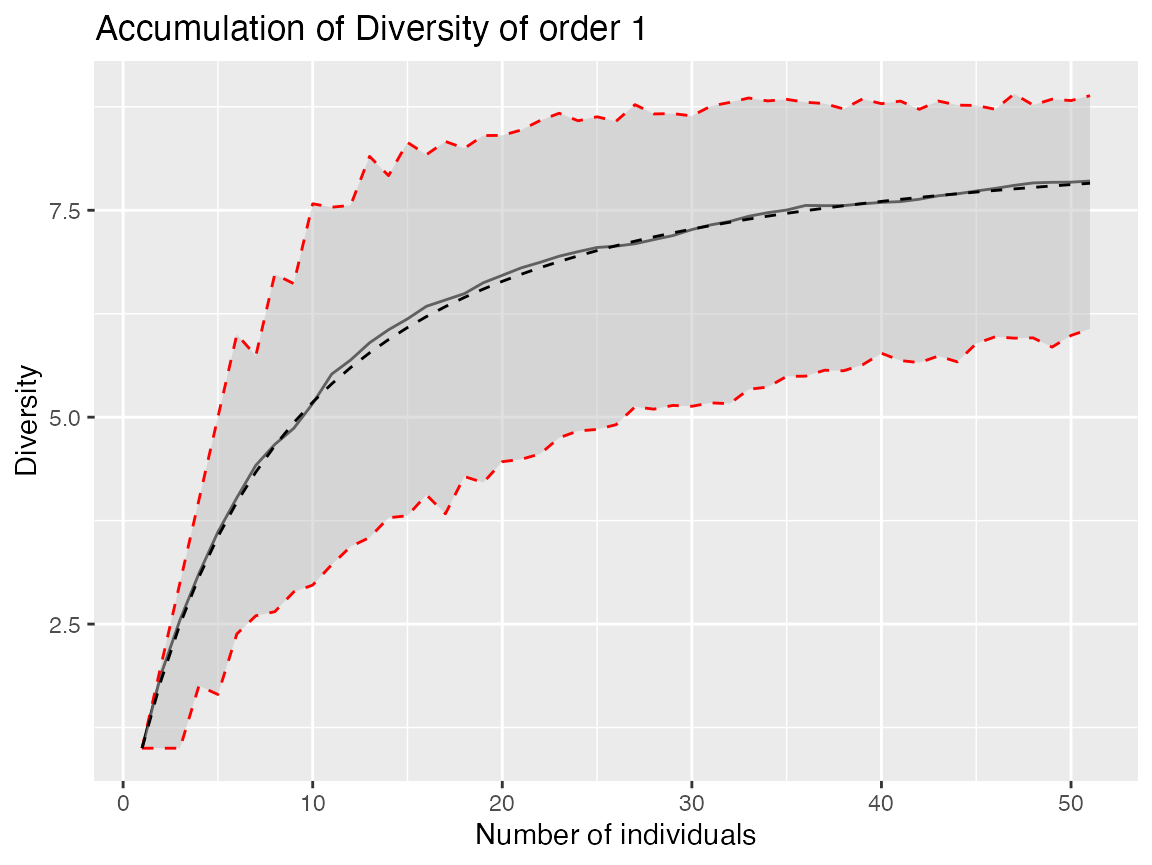 Accumulation of Diversity of order 1
Diversity
7.5
5.0
2.5
0 10 20 30 40 50
Number of individuals